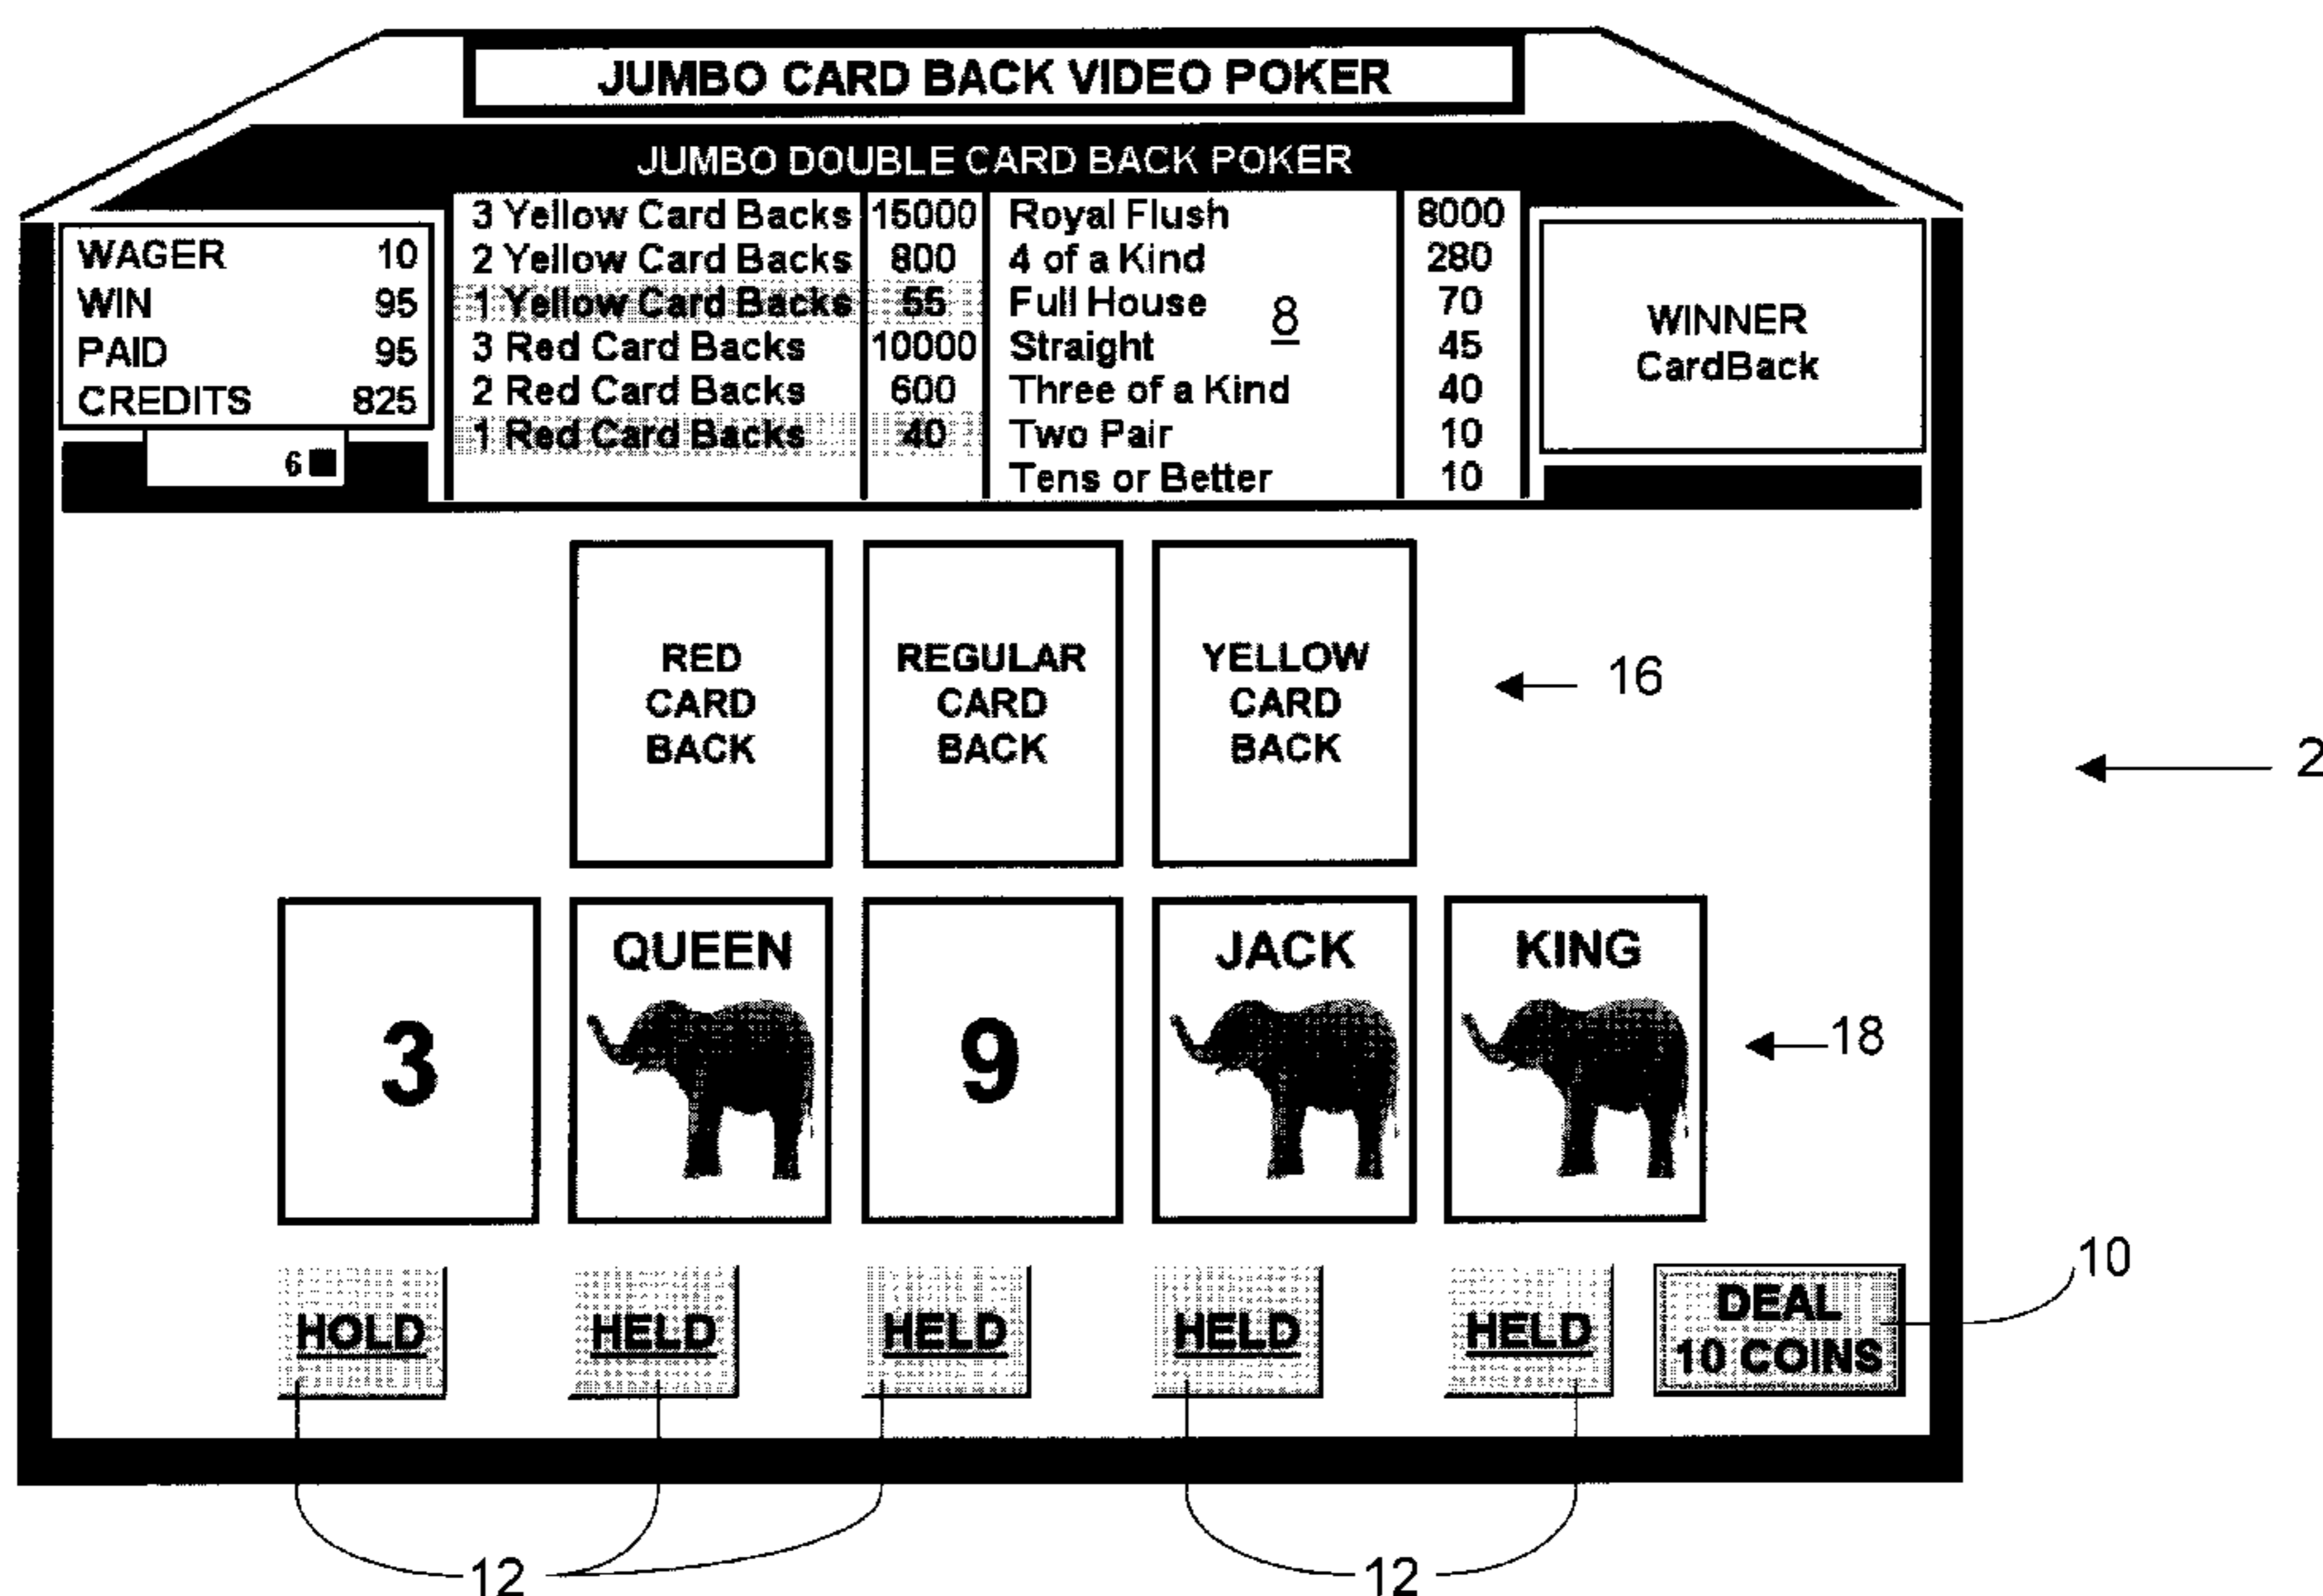 JUMBO CARD BACK VIDEO POKER
JUMBO DOUBLE CARD BACK POKER
WAGER 10
WIN 95
PAID 95
CREDITS 825
6
3 Yellow Card Backs 15000
2 Yellow Card Backs 800
1 Yellow Card Backs 55
3 Red Card Backs 10000
2 Red Card Backs 600
1 Red Card Backs 40
Royal Flush 8000
4 of a Kind 280
Full House 70
8
Straight 45
Three of a Kind 40
Two Pair 10
Tens or Better 10
WINNER
CardBack
RED
CARD
BACK
REGULAR
CARD
BACK
YELLOW
CARD
BACK
16
2
3
QUEEN
9
JACK
KING
18
HOLD
HELD
HELD
HELD
HELD
DEAL
10 COINS
10
12
12